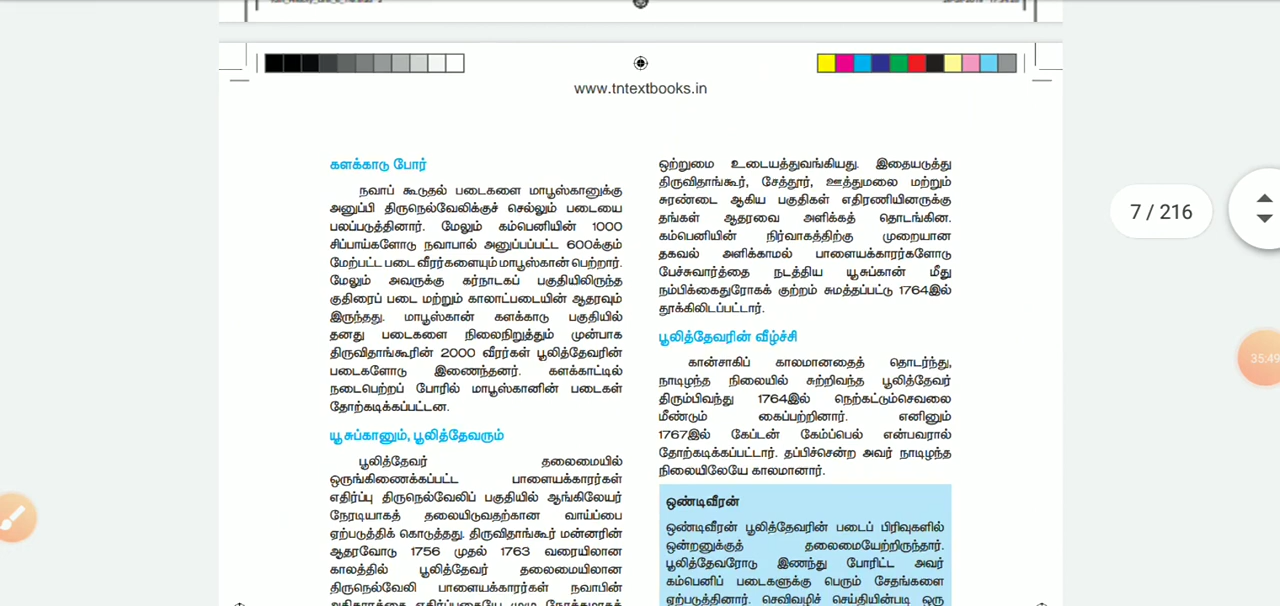 www.tntextbooks.in
களக்காடு போர்
நவாப் கூடுதல் படைகளை மாபூஸ்கானுக்கு
அனுப்பி திருநெல்வேலிக்குச் செல்லும் படையை
பலப்படுத்தினார். மேலும் கம்பெனியின் 1000
சிப்பாய்களோடு நவாபால் அனுப்பப்பட்ட 600க்கும்
மேற்பட்ட படை வீரர்களையும் மாபூஸ்கான் பெற்றார்.
மேலும் அவருக்கு கர்நாடகப் பகுதியிலிருந்த
குதிரைப் படை மற்றும் காலாட்படையின் ஆதரவும்
இருந்தது. மாபூஸ்கான் களக்காடு பகுதியில்
தனது படைகளை நிலைநிறுத்தும் முன்பாக
திருவிதாங்கூரின் 2000 வீரர்கள் பூலித்தேவரின்
படைகளோடு இணைந்தனர். களக்காட்டில்
நடைபெற்றப் போரில் மாபூஸ்கானின் படைகள்
தோற்கடிக்கப்பட்டன.
யூசுப்கானும், பூலித்தேவரும்
பூலித்தேவர் தலைமையில்
ஒருங்கிணைக்கப்பட்ட பாளையக்காரர்கள்
எதிர்ப்பு திருநெல்வேலிப் பகுதியில் ஆங்கிலேயர்
நேரடியாகத் தலையிடுவதற்கான வாய்ப்பை
ஏற்படுத்திக் கொடுத்தது. திருவிதாங்கூர் மன்னரின்
ஆதரவோடு 1756 முதல் 1763 வரையிலான
காலத்தில் பூலித்தேவர் தலைமையிலான
திருநெல்வேலி பாளையக்காரர்கள் நவாபின்
ஒற்றுமை உடையத்துவங்கியது. இதையடுத்து
திருவிதாங்கூர், சேத்தூர், ஊத்துமலை மற்றும்
சுரண்டை ஆகிய பகுதிகள் எதிரணியினருக்கு
தங்கள் ஆதரவை அளிக்கத் தொடங்கின.
கம்பெனியின் நிர்வாகத்திற்கு முறையான
தகவல் அளிக்காமல் பாளையக்காரர்களோடு
பேச்சுவார்த்தை நடத்திய யூசுப்கான் மீது
நம்பிக்கைதுரோகக் குற்றம் சுமத்தப்பட்டு 1764இல்
தூக்கிலிடப்பட்டார்.
பூலித்தேவரின் வீழ்ச்சி
கான்சாகிப் காலமானதைத் தொடர்ந்து,
நாடிழந்த நிலையில் சுற்றிவந்த பூலித்தேவர்
திரும்பிவந்து 1764இல் நெற்கட்டும்செவலை
மீண்டும் கைப்பற்றினார். எனினும்
1767இல் கேப்டன் கேம்ப்பெல் என்பவரால்
தோற்கடிக்கப்பட்டார். தப்பிச்சென்ற அவர் நாடிழந்த
நிலையிலேயே காலமானார்.
ஒண்டிவீரன்
ஒண்டிவீரன் பூலித்தேவரின் படைப் பிரிவுகளில்
ஒன்றனுக்குத் தலைமையேற்றிருந்தார்.
பூலித்தேவரோடு இணந்து போரிட்ட அவர்
கம்பெனிப் படைகளுக்கு பெரும் சேதங்களை
ஏற்படுத்தினார். செவிவழிச் செய்தியின்படி ஒரு
7 / 216
35:49